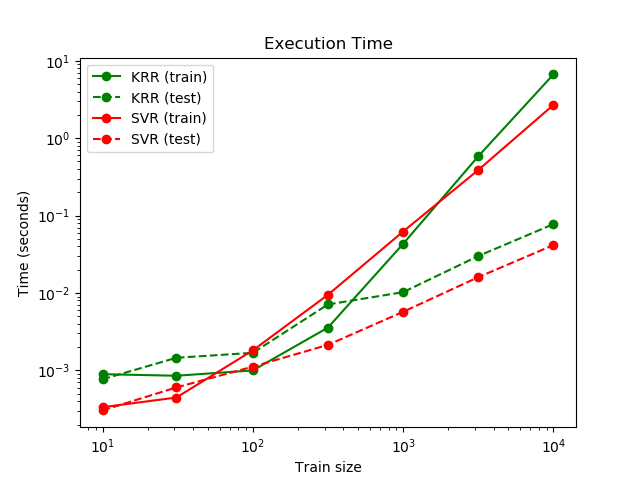 Execution Time
KRR (train)
KRR (test)
SVR (train)
SVR (test)
Time (seconds)
10¹
10⁰
10⁻¹
10⁻²
10⁻³
10¹ 10² 10³ 10⁴
Train size